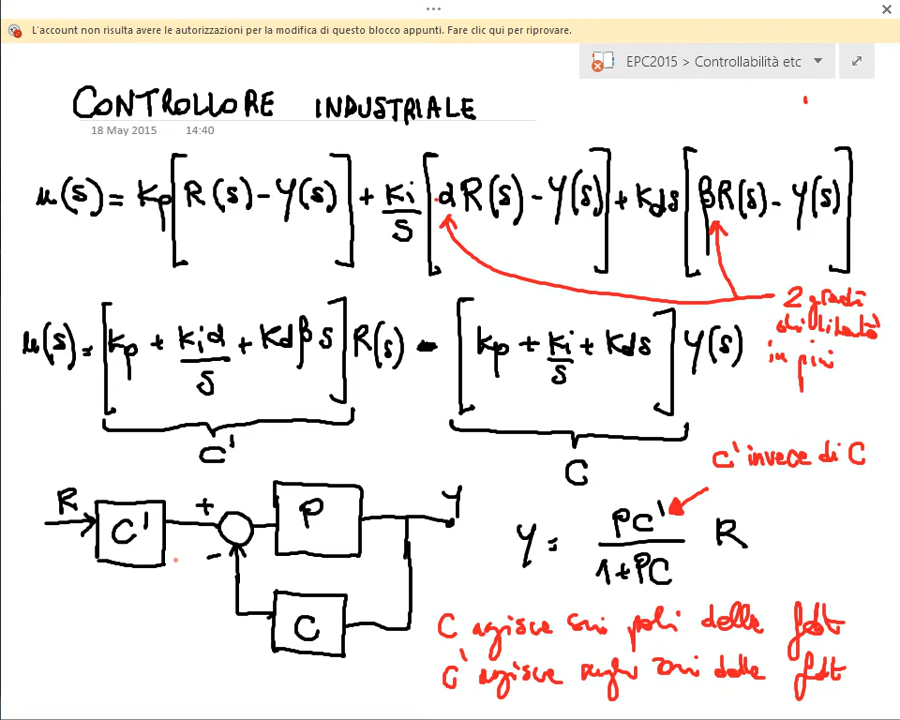 L'account non risulta avere le autorizzazioni per la modifica di questo blocco appunti. Fare clic qui per riprovare.
EPC2015 > Controllabilità etc
CONTROLLORE INDUSTRIALE
18 May 2015 14:40
u(s) = Kp [R(s) - Y(s)] + Ki/s [αR(s) - Y(s)] + Kds [βR(s) - Y(s)]
2 gradi
di libertà
in più
u(s) = [Kp + Kiα/s + Kdβs] R(s) - [Kp + Ki/s + Kds] Y(s)
C' C
C' invece di C
R C' + - P Y
C
Y = PC'/1+PC R
C agisce sui poli della fdt
C' agisce sugli zeri della fdt